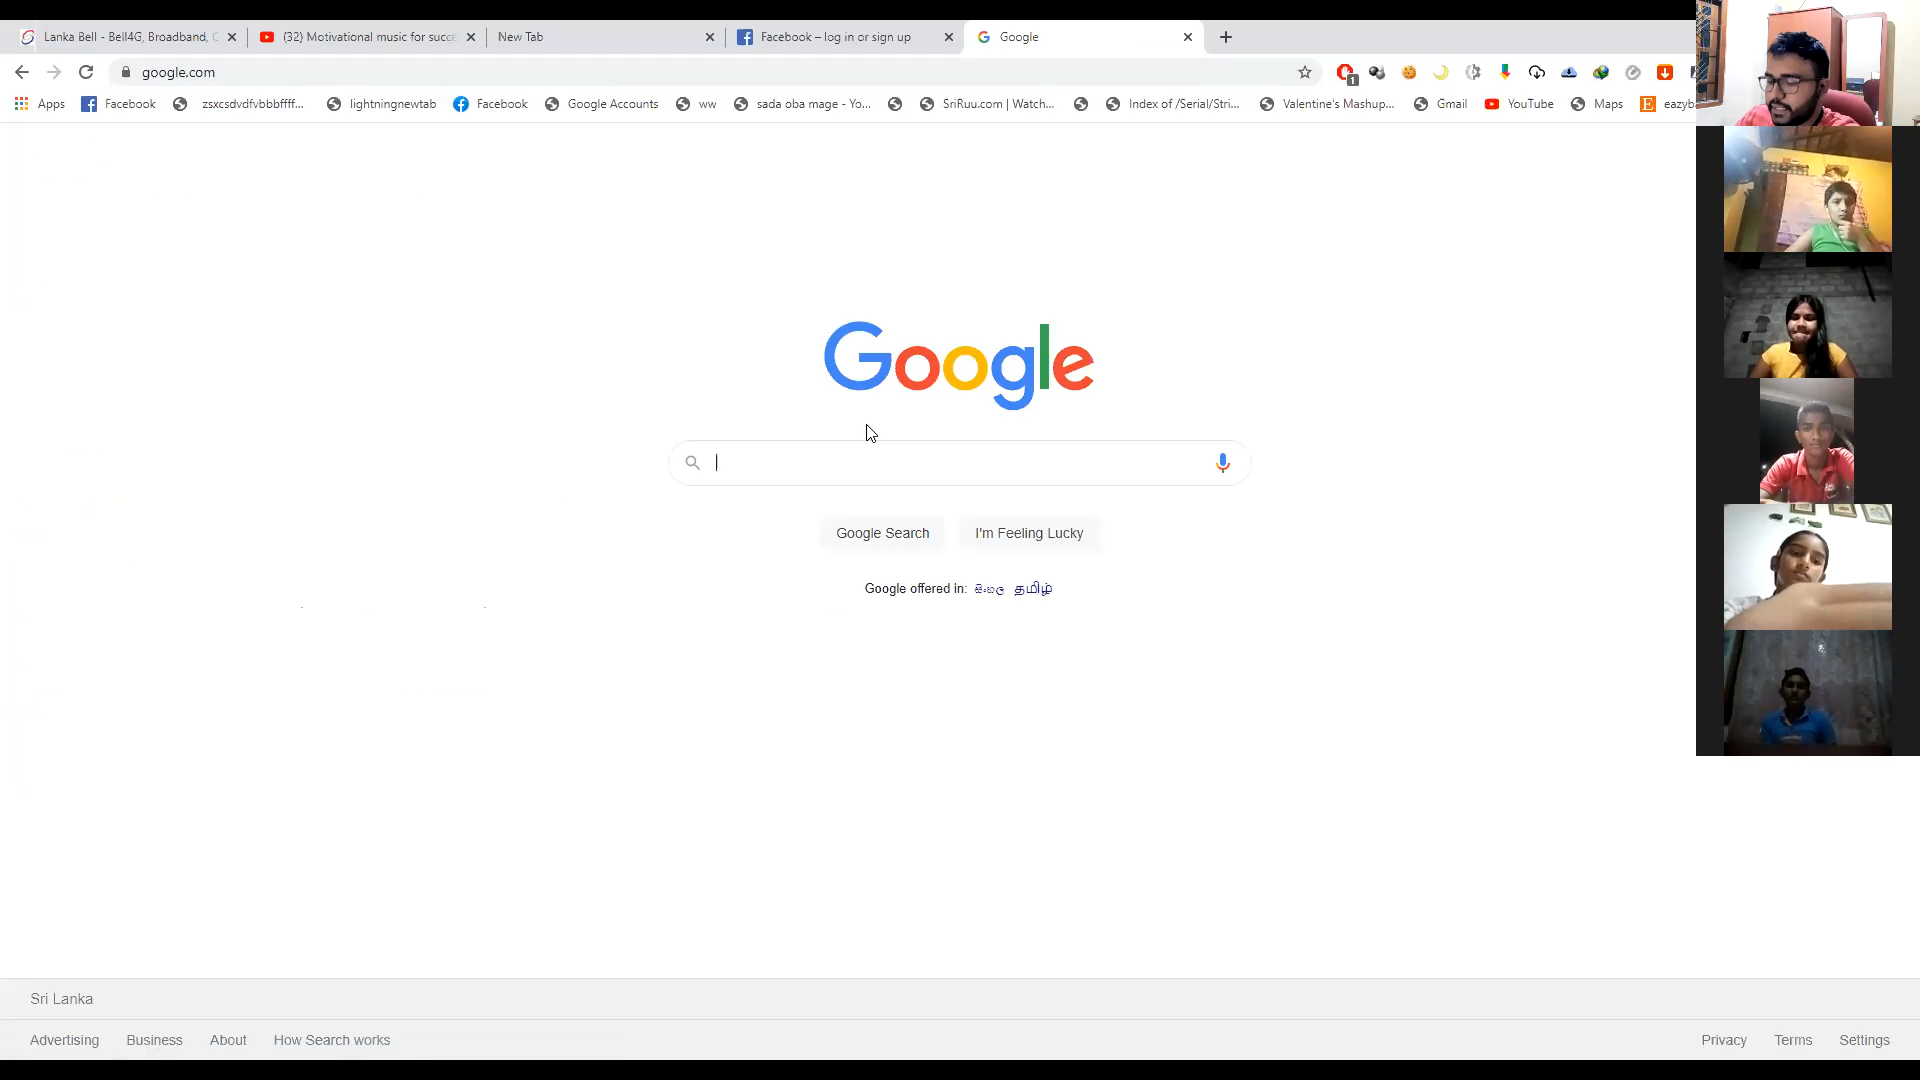 Lanka Bell - Bell4G, Broadband, C
(32) Motivational music for succe
New Tab
Facebook – log in or sign up
Google
google.com
1
Apps
Facebook
zsxcsdvdfvbbbffff...
lightningnewtab
Facebook
Google Accounts
ww
sada oba mage - Yo...
SriRuu.com | Watch...
Index of /Serial/Stri...
Valentine's Mashup...
Gmail
YouTube
Maps
E eazyb
Google
Google Search
I'm Feeling Lucky
Google offered in: සිංහල தமிழ்
Sri Lanka
Advertising
Business
About
How Search works
Privacy
Terms
Settings